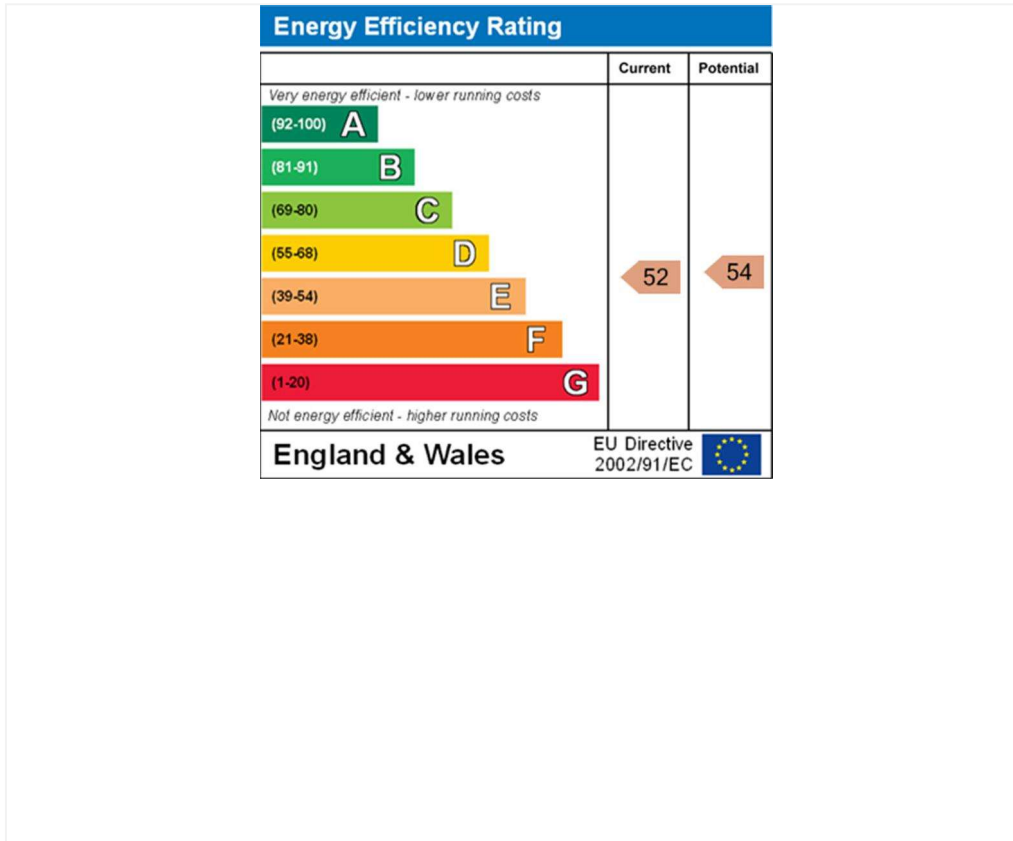 Energy Efficiency Rating
Current Potential
Very energy efficient - lower running costs
(92-100) A
(81-91) B
(69-80) C
(55-68) D
52 54
(39-54) E
(21-38) F
(1-20) G
Not energy efficient - higher running costs
England & Wales
EU Directive
2002/91/EC